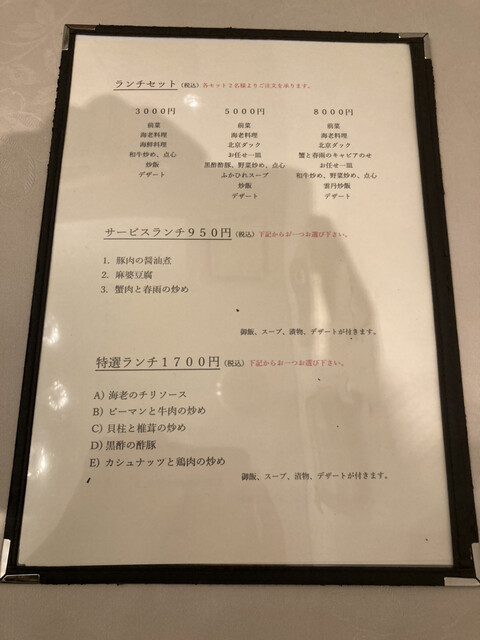 ランチセット (税込) 各セット2名様よりご注文を承ります。
3000円
前菜
海老料理
海鮮料理
和牛炒め、点心
炒飯
デザート
5000円
前菜
海老料理
北京ダック
お任せ一皿
黒酢酢豚、野菜炒め、点心
ふかひれスープ
炒飯
デザート
8000円
前菜
海老料理
北京ダック
お任せ一皿
蟹と春雨のキャビアのせ
和牛炒め、野菜炒め、点心
雲丹炒飯
デザート
サービスランチ950円 (税込) 下記からお一つお選び下さい。
1. 豚肉の醤油煮
2. 麻婆豆腐
3. 蟹肉と春雨の炒め
御飯、スープ、漬物、デザートが付きます。
特選ランチ1700円 (税込) 下記からお一つお選び下さい。
A) 海老のチリソース
B) ピーマンと牛肉の炒め
C) 貝柱と椎茸の炒め
D) 黒酢の酢豚
E) カシュナッツと鶏肉の炒め
御飯、スープ、漬物、デザートが付きます。